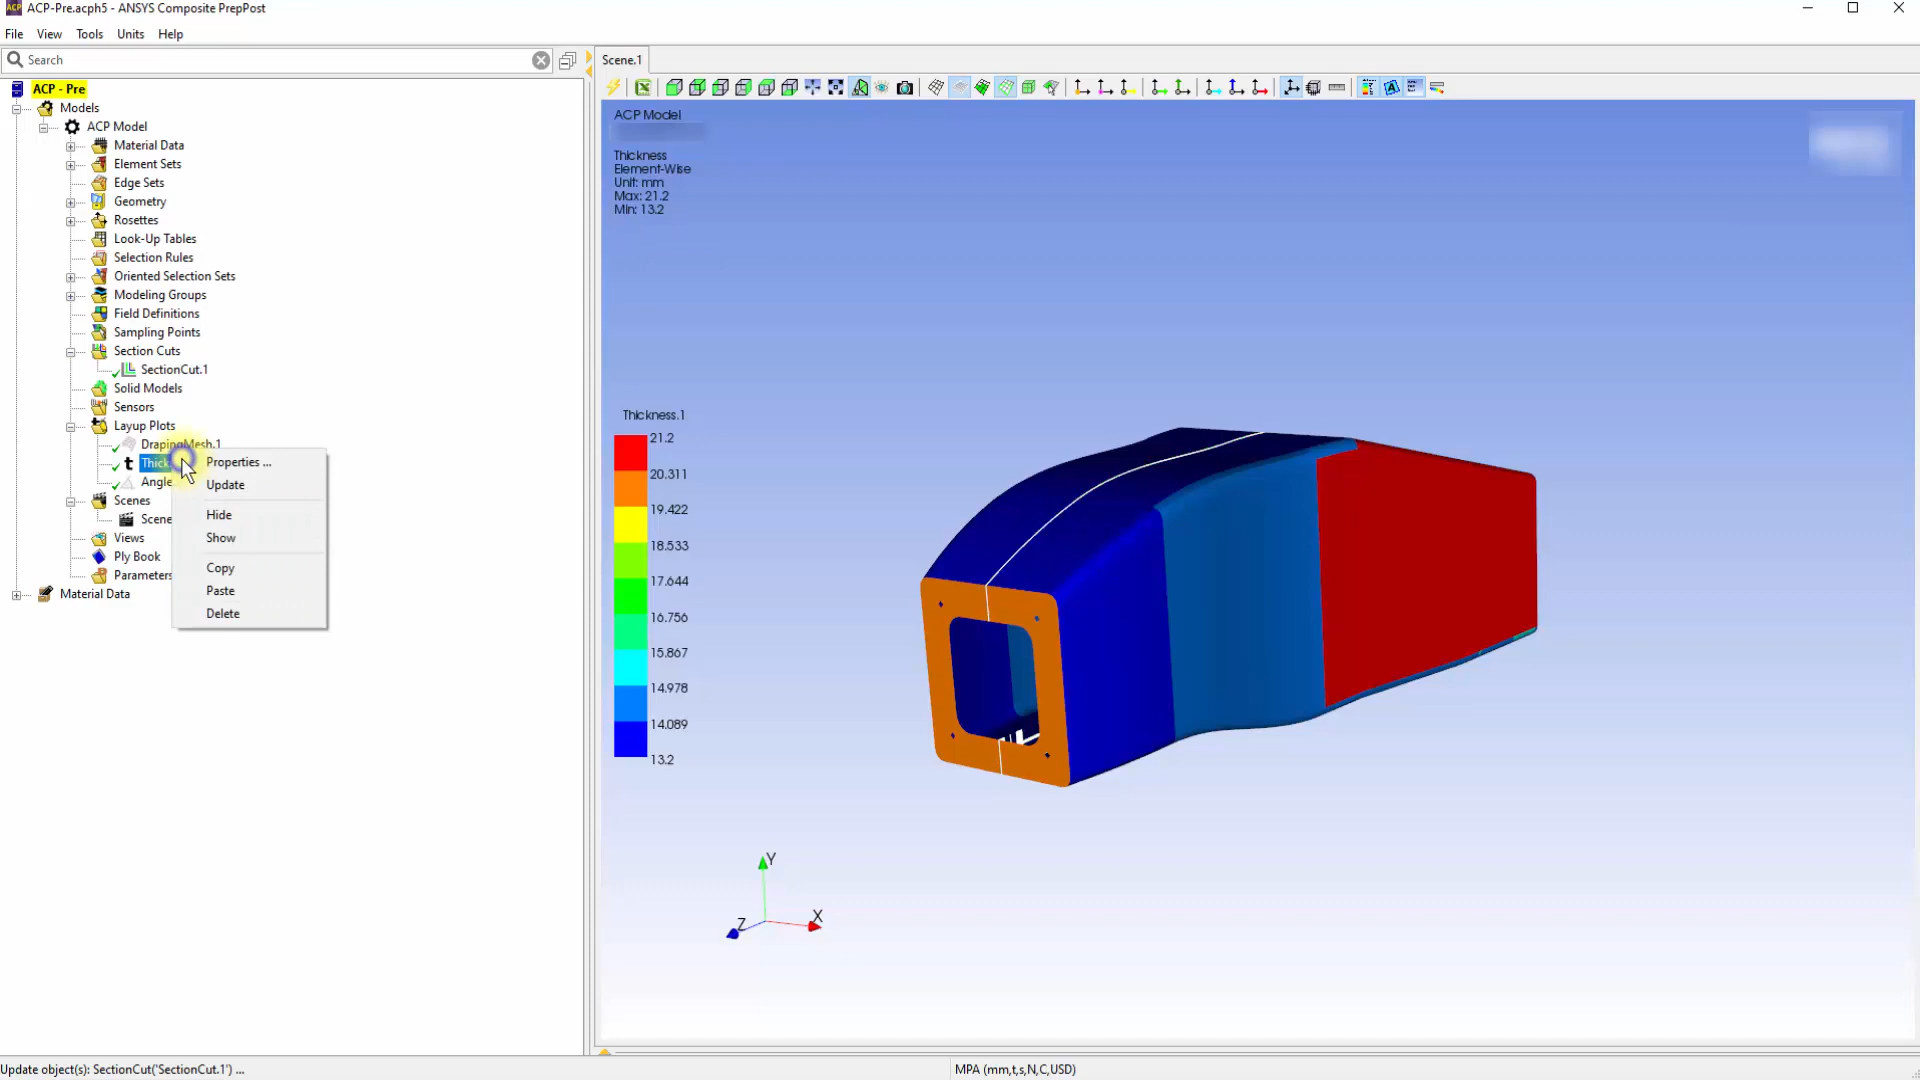 ACP-Pre.acph5 - ANSYS Composite PrepPost
File View Tools Units Help
Search
Scene.1
ACP - Pre
Models
ACP Model
Material Data
Element Sets
Edge Sets
Geometry
Rosettes
Look-Up Tables
Selection Rules
Oriented Selection Sets
Modeling Groups
Field Definitions
Sampling Points
Section Cuts
SectionCut.1
Solid Models
Sensors
Layup Plots
DrapingMesh.1
Thick
Angle
Scenes
Scene
Views
Ply Book
Parameters
Material Data
Properties ...
Update
Hide
Show
Copy
Paste
Delete
ACP Model
Thickness
Element-Wise
Unit: mm
Max: 21.2
Min: 13.2
Thickness.1
21.2
20.311
19.422
18.533
17.644
16.756
15.867
14.978
14.089
13.2
Y
X
Z
Update object(s): SectionCut('SectionCut.1') ...
MPA (mm,t,s,N,C,USD)